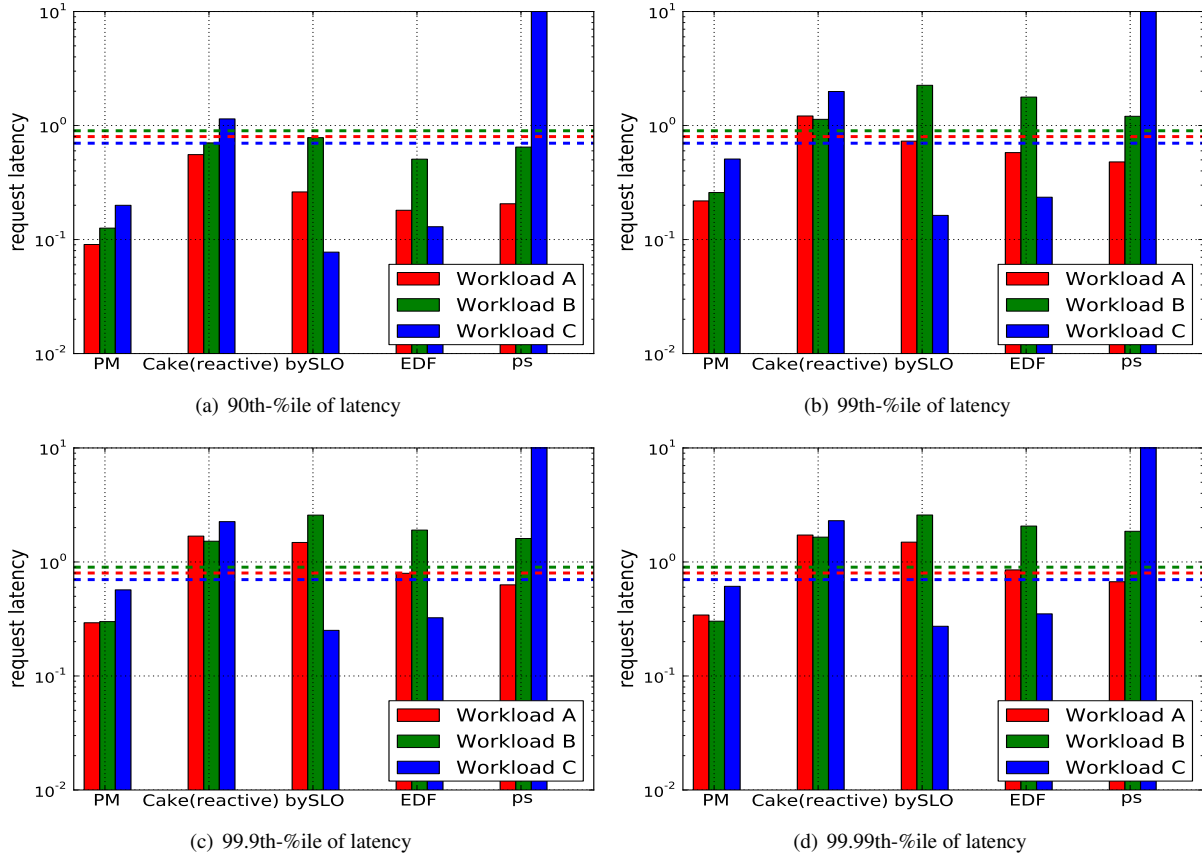 10^1
10^0
10^-1
10^-2
request latency
PM Cake(reactive) bySLO EDF ps
Workload A
Workload B
Workload C
(a) 90th-%ile of latency
10^1
10^0
10^-1
10^-2
request latency
PM Cake(reactive) bySLO EDF ps
Workload A
Workload B
Workload C
(b) 99th-%ile of latency
10^1
10^0
10^-1
10^-2
request latency
PM Cake(reactive) bySLO EDF ps
Workload A
Workload B
Workload C
(c) 99.9th-%ile of latency
10^1
10^0
10^-1
10^-2
request latency
PM Cake(reactive) bySLO EDF ps
Workload A
Workload B
Workload C
(d) 99.99th-%ile of latency